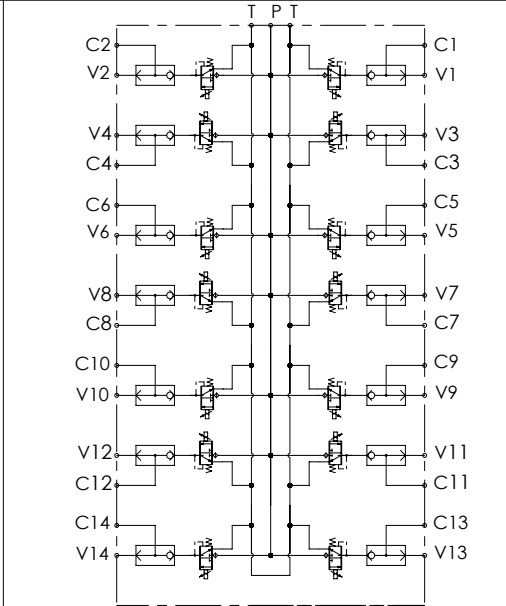 T P T
C2 C1
V2 V1
V4 V3
C4 C3
C6 C5
V6 V5
V8 V7
C8 C7
C10 C9
V10 V9
V12 V11
C12 C11
C14 C13
V14 V13